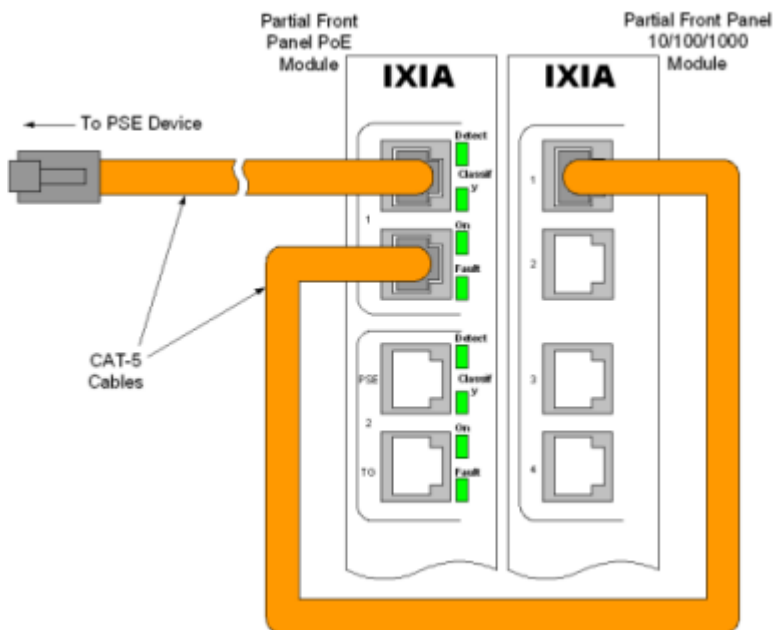 Partial Front
Panel PoE
Module
Partial Front Panel
10/100/1000
Module
IXIA
IXIA
To PSE Device
Detect
Classif
y
1
On
Fault
1
2
CAT-5
Cables
Detect
PSE
Classif
y
2
On
TO
Fault
3
4